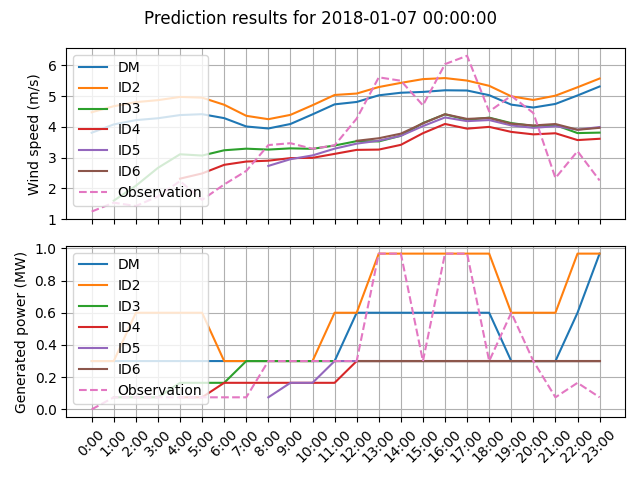 Prediction results for 2018-01-07 00:00:00
Wind speed (m/s)
6
5
4
3
2
1
DM
ID2
ID3
ID4
ID5
ID6
Observation
Generated power (MW)
1.0
0.8
0.6
0.4
0.2
0.0
DM
ID2
ID3
ID4
ID5
ID6
Observation
0:00
1:00
2:00
3:00
4:00
5:00
6:00
7:00
8:00
9:00
10:00
11:00
12:00
13:00
14:00
15:00
16:00
17:00
18:00
19:00
20:00
21:00
22:00
23:00